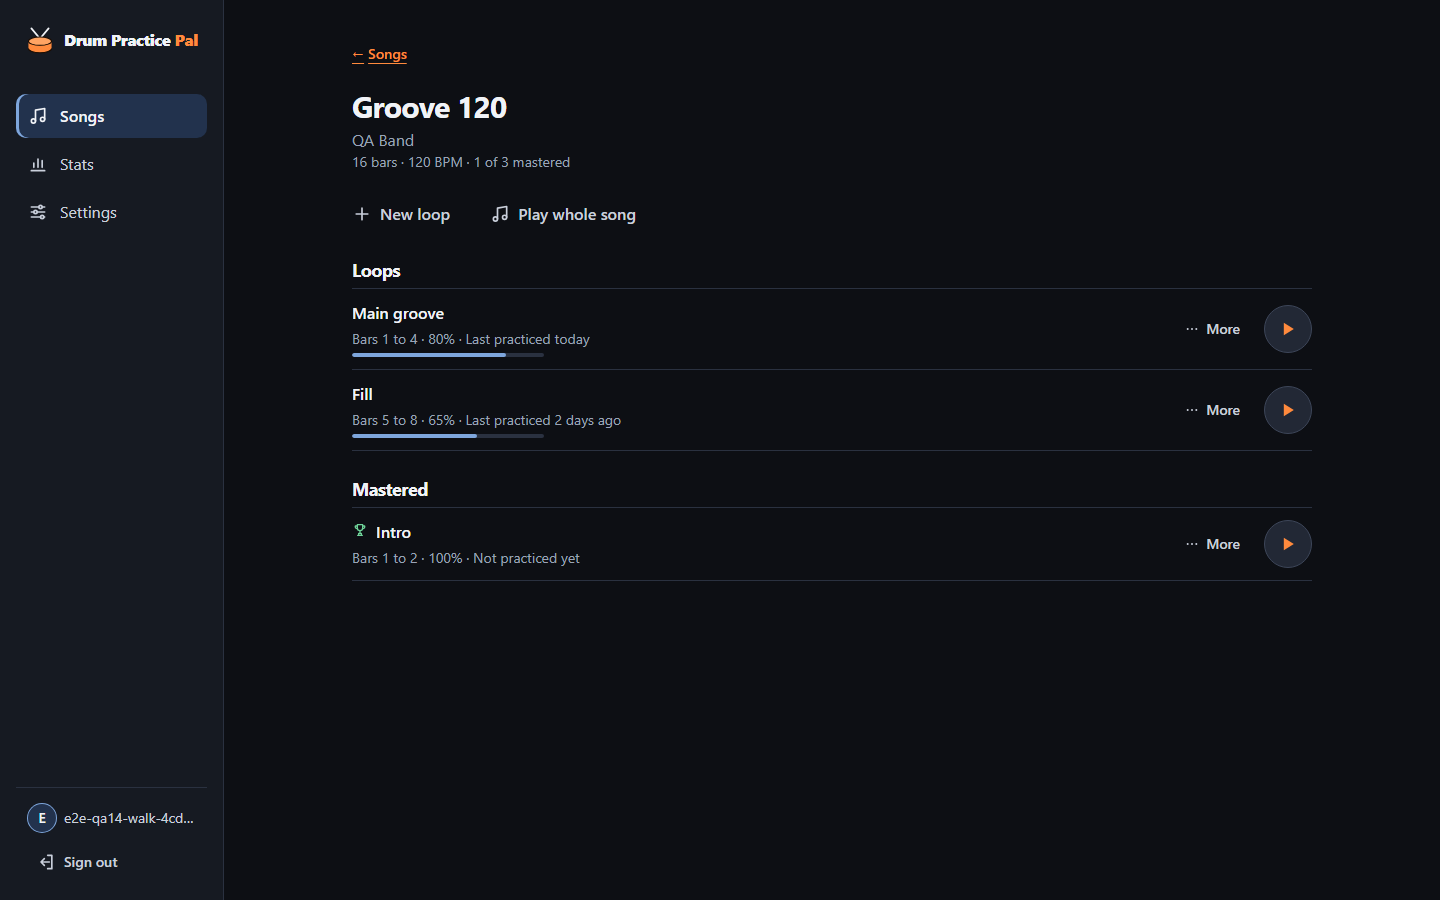 Drum Practice Pal
Songs
Stats
Settings
← Songs
Groove 120
QA Band
16 bars · 120 BPM · 1 of 3 mastered
+ New loop
Play whole song
Loops
Main groove
Bars 1 to 4 · 80% · Last practiced today
··· More
Fill
Bars 5 to 8 · 65% · Last practiced 2 days ago
··· More
Mastered
Intro
Bars 1 to 2 · 100% · Not practiced yet
··· More
E
e2e-qa14-walk-4cd...
Sign out